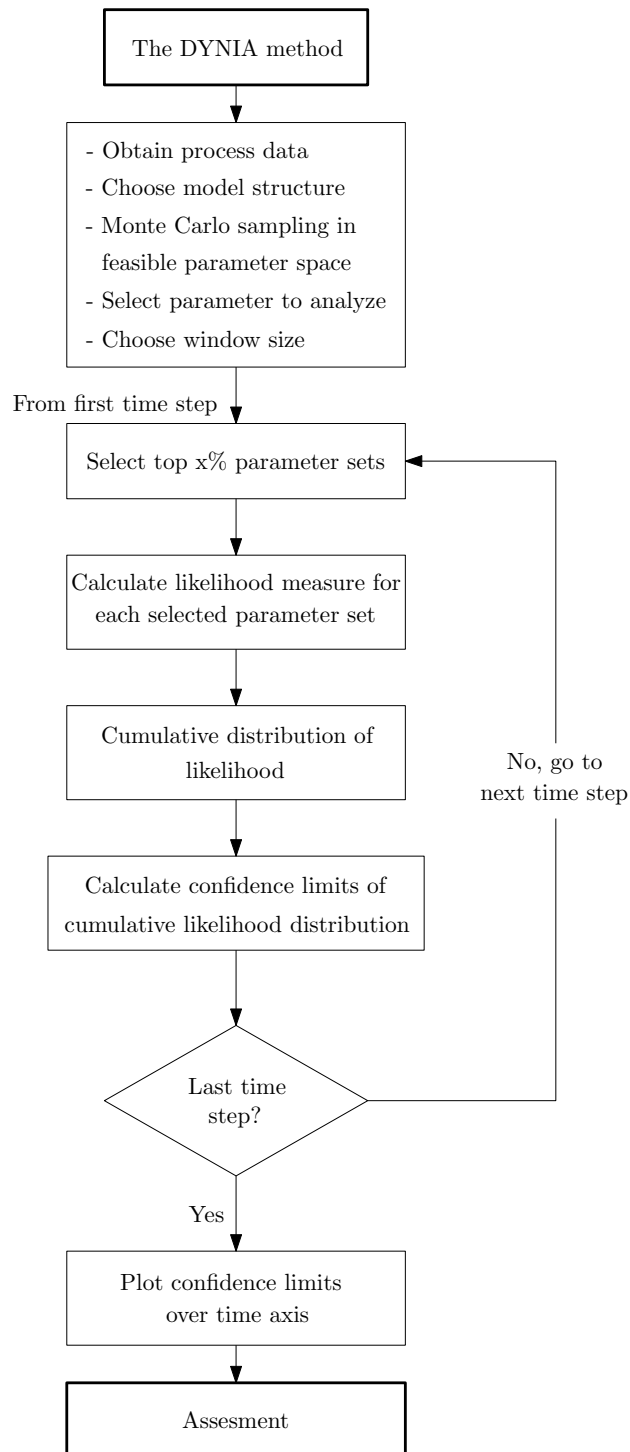 The DYNIA method
- Obtain process data
- Choose model structure
- Monte Carlo sampling in
feasible parameter space
- Select parameter to analyze
- Choose window size
From first time step
Select top x% parameter sets
Calculate likelihood measure for
each selected parameter set
Cumulative distribution of
likelihood
No, go to
next time step
Calculate confidence limits of
cumulative likelihood distribution
Last time
step?
Yes
Plot confidence limits
over time axis
Assesment